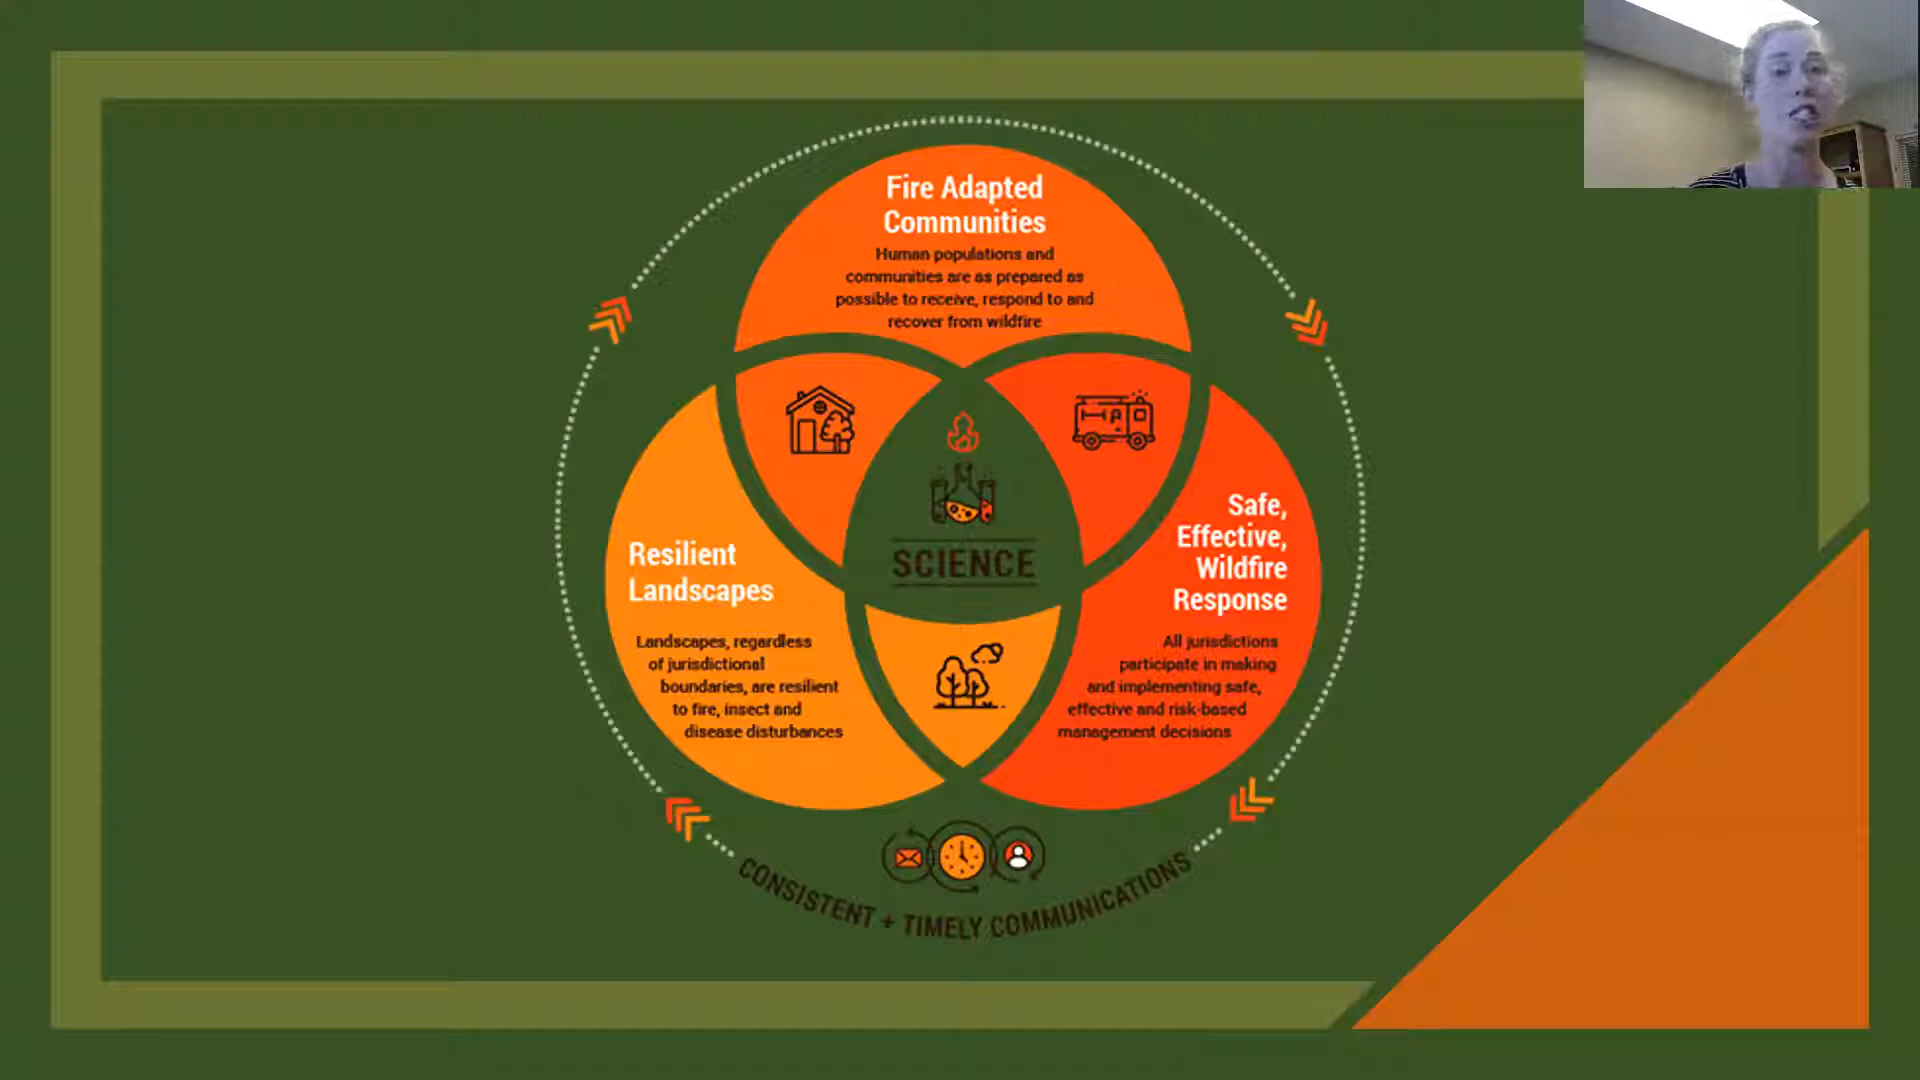 Fire Adapted
Communities
Human populations and
communities are as prepared as
possible to receive, respond to and
recover from wildfire
SCIENCE
Resilient
Landscapes
Landscapes, regardless
of jurisdictional
boundaries, are resilient
to fire, insect and
disease disturbances
Safe,
Effective,
Wildfire
Response
All jurisdictions
participate in making
and implementing safe,
effective and risk-based
management decisions
CONSISTENT + TIMELY COMMUNICATIONS